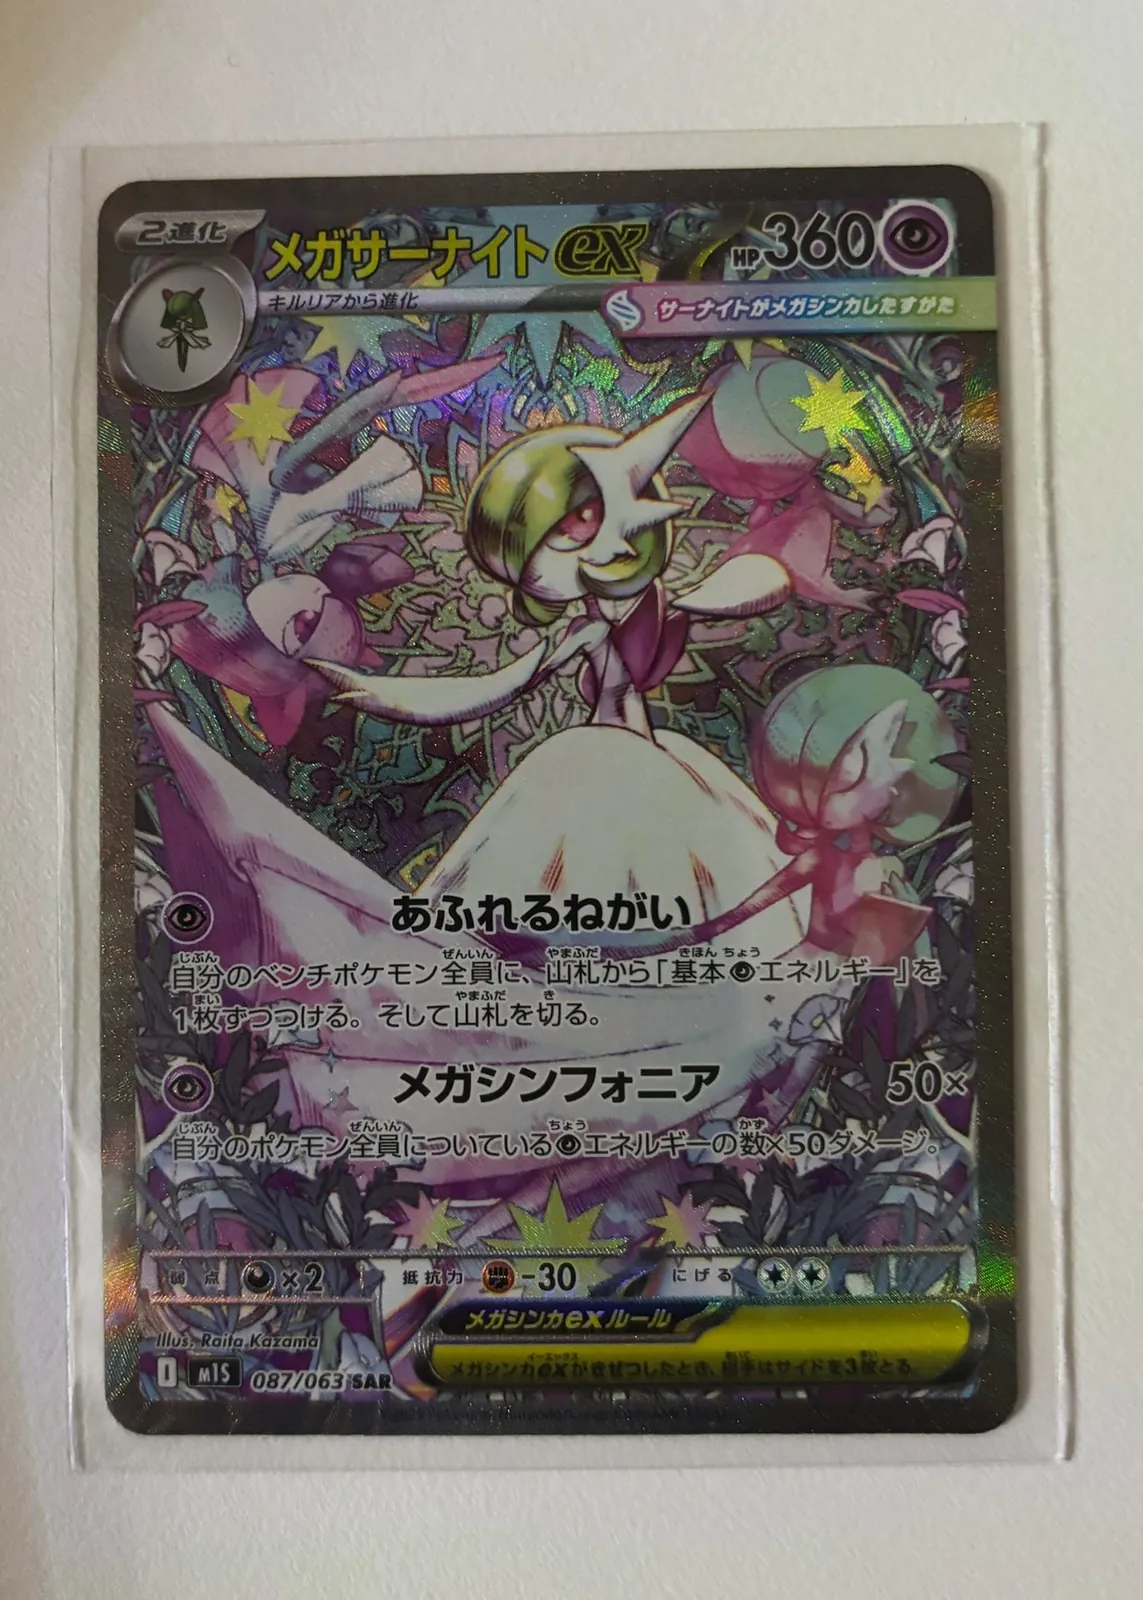 2進化
メガサーナイトex
HP360
キルリアから進化
サーナイトがメガシンカしたすがた
あふれるねがい
自分のベンチポケモン全員に、山札から「基本エネルギー」を
1枚ずつつける。そして山札を切る。
メガシンフォニア 50×
自分のポケモン全員についているエネルギーの数×50ダメージ。
弱点 ×2 抵抗力 -30 にげる
メガシンカexルール
メガシンカexがきぜつしたとき、相手はサイドを3枚とる。
Illus. Raita Kazama
I M1S 087/063 SAR